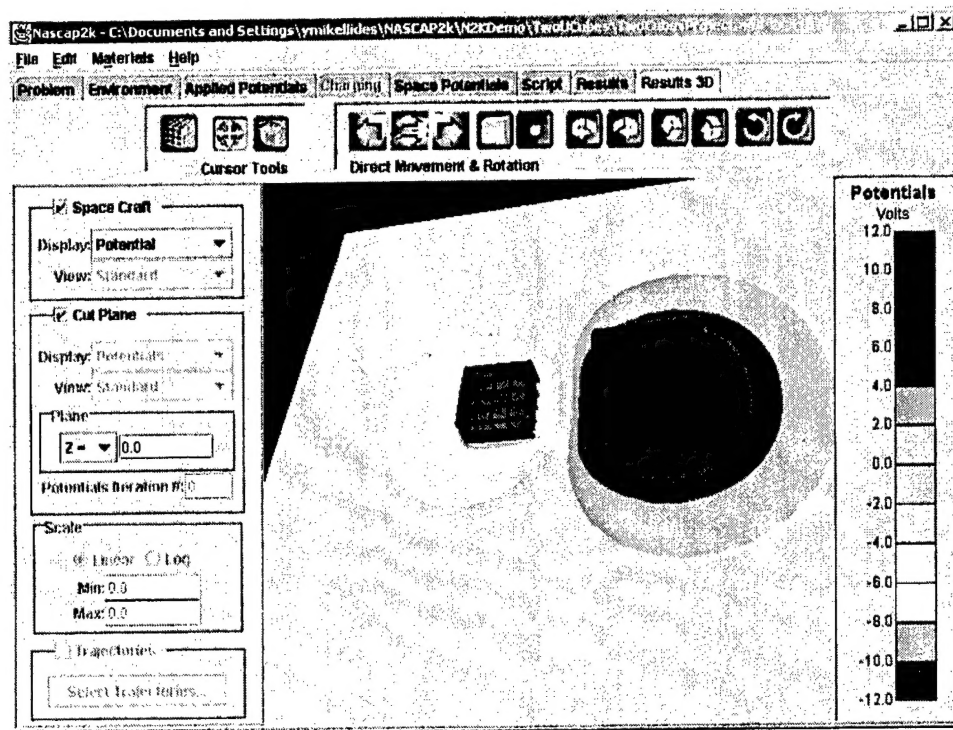 Nascap2k - C:\Documents and Settings\ymikellides\NASCAP2k\N2KDemo\TwoUCubes\
File Edit Materials Help
Problem Environment Applied Potentials Charging Space Potentials Script Results Results 3D
Cursor Tools Direct Movement & Rotation
Space Craft
Display: Potential
View: Standard
Cut Plane
Display: Potentials
View: Standard
Plane
Z = 0.0
Potentials Iteration #: 0
Scale
Linear Log
Min: 0.0
Max: 0.0
Trajectories
Select Trajectories...
Potentials
Volts
12.0
10.0
8.0
6.0
4.0
2.0
0.0
-2.0
-4.0
-6.0
-8.0
-10.0
-12.0